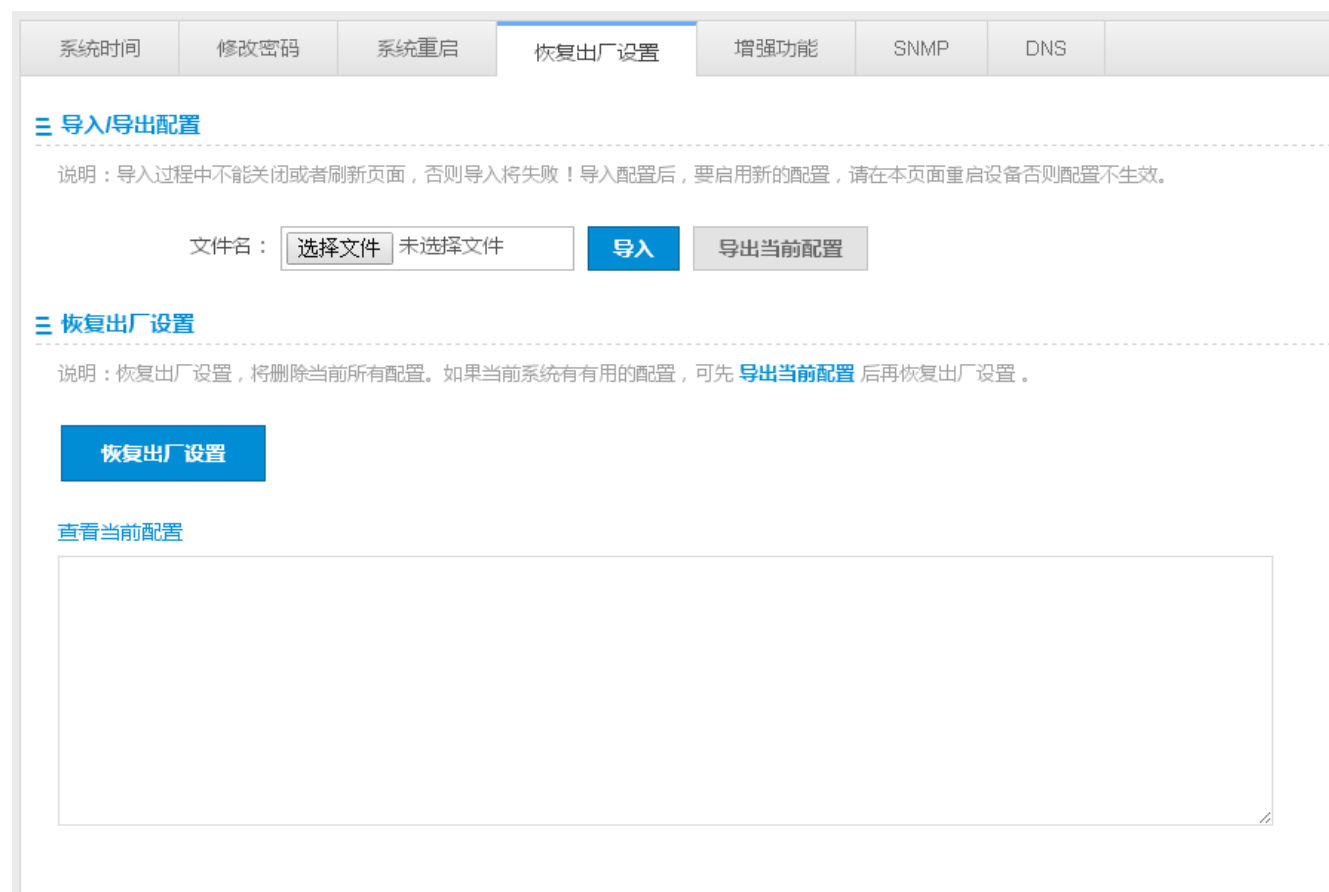 系统时间 修改密码 系统重启 恢复出厂设置 增强功能 SNMP DNS
导入/导出配置
说明：导入过程中不能关闭或者刷新页面，否则导入将失败！导入配置后，要启用新的配置，请在本页面重启设备否则配置不生效。
文件名： 选择文件 未选择文件 导入 导出当前配置
恢复出厂设置
说明：恢复出厂设置，将删除当前所有配置。如果当前系统有有用的配置，可先 导出当前配置 后再恢复出厂设置 。
恢复出厂设置
查看当前配置